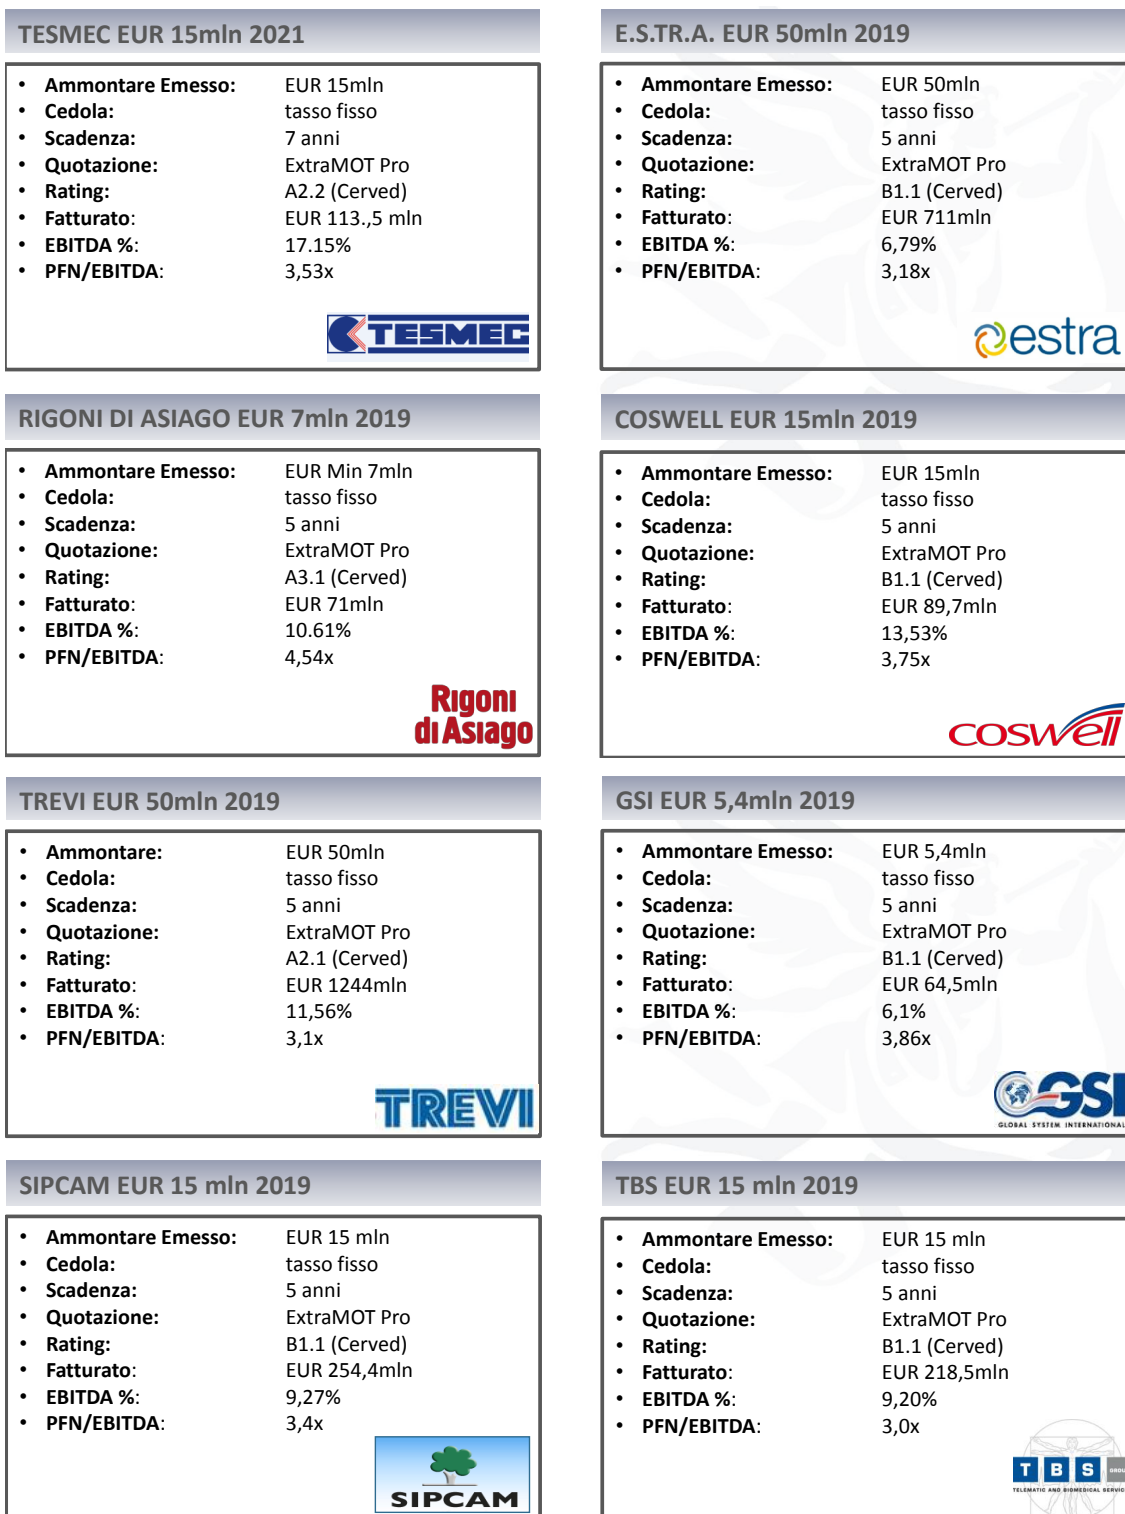 TESMEC EUR 15mln 2021
• Ammontare Emesso: EUR 15mln
• Cedola: tasso fisso
• Scadenza: 7 anni
• Quotazione: ExtraMOT Pro
• Rating: A2.2 (Cerved)
• Fatturato: EUR 113.,5 mln
• EBITDA %: 17.15%
• PFN/EBITDA: 3,53x
TESMEC
E.S.TR.A. EUR 50mln 2019
• Ammontare Emesso: EUR 50mln
• Cedola: tasso fisso
• Scadenza: 5 anni
• Quotazione: ExtraMOT Pro
• Rating: B1.1 (Cerved)
• Fatturato: EUR 711mln
• EBITDA %: 6,79%
• PFN/EBITDA: 3,18x
estra
RIGONI DI ASIAGO EUR 7mln 2019
• Ammontare Emesso: EUR Min 7mln
• Cedola: tasso fisso
• Scadenza: 5 anni
• Quotazione: ExtraMOT Pro
• Rating: A3.1 (Cerved)
• Fatturato: EUR 71mln
• EBITDA %: 10.61%
• PFN/EBITDA: 4,54x
Rigoni
di Asiago
COSWELL EUR 15mln 2019
• Ammontare Emesso: EUR 15mln
• Cedola: tasso fisso
• Scadenza: 5 anni
• Quotazione: ExtraMOT Pro
• Rating: B1.1 (Cerved)
• Fatturato: EUR 89,7mln
• EBITDA %: 13,53%
• PFN/EBITDA: 3,75x
coswell
TREVI EUR 50mln 2019
• Ammontare: EUR 50mln
• Cedola: tasso fisso
• Scadenza: 5 anni
• Quotazione: ExtraMOT Pro
• Rating: A2.1 (Cerved)
• Fatturato: EUR 1244mln
• EBITDA %: 11,56%
• PFN/EBITDA: 3,1x
TREVI
GSI EUR 5,4mln 2019
• Ammontare Emesso: EUR 5,4mln
• Cedola: tasso fisso
• Scadenza: 5 anni
• Quotazione: ExtraMOT Pro
• Rating: B1.1 (Cerved)
• Fatturato: EUR 64,5mln
• EBITDA %: 6,1%
• PFN/EBITDA: 3,86x
GSI
GLOBAL SYSTEM INTERNATIONAL
SIPCAM EUR 15 mln 2019
• Ammontare Emesso: EUR 15 mln
• Cedola: tasso fisso
• Scadenza: 5 anni
• Quotazione: ExtraMOT Pro
• Rating: B1.1 (Cerved)
• Fatturato: EUR 254,4mln
• EBITDA %: 9,27%
• PFN/EBITDA: 3,4x
SIPCAM
TBS EUR 15 mln 2019
• Ammontare Emesso: EUR 15 mln
• Cedola: tasso fisso
• Scadenza: 5 anni
• Quotazione: ExtraMOT Pro
• Rating: B1.1 (Cerved)
• Fatturato: EUR 218,5mln
• EBITDA %: 9,20%
• PFN/EBITDA: 3,0x
T B S
TELEMATIC AND BIOMEDICAL